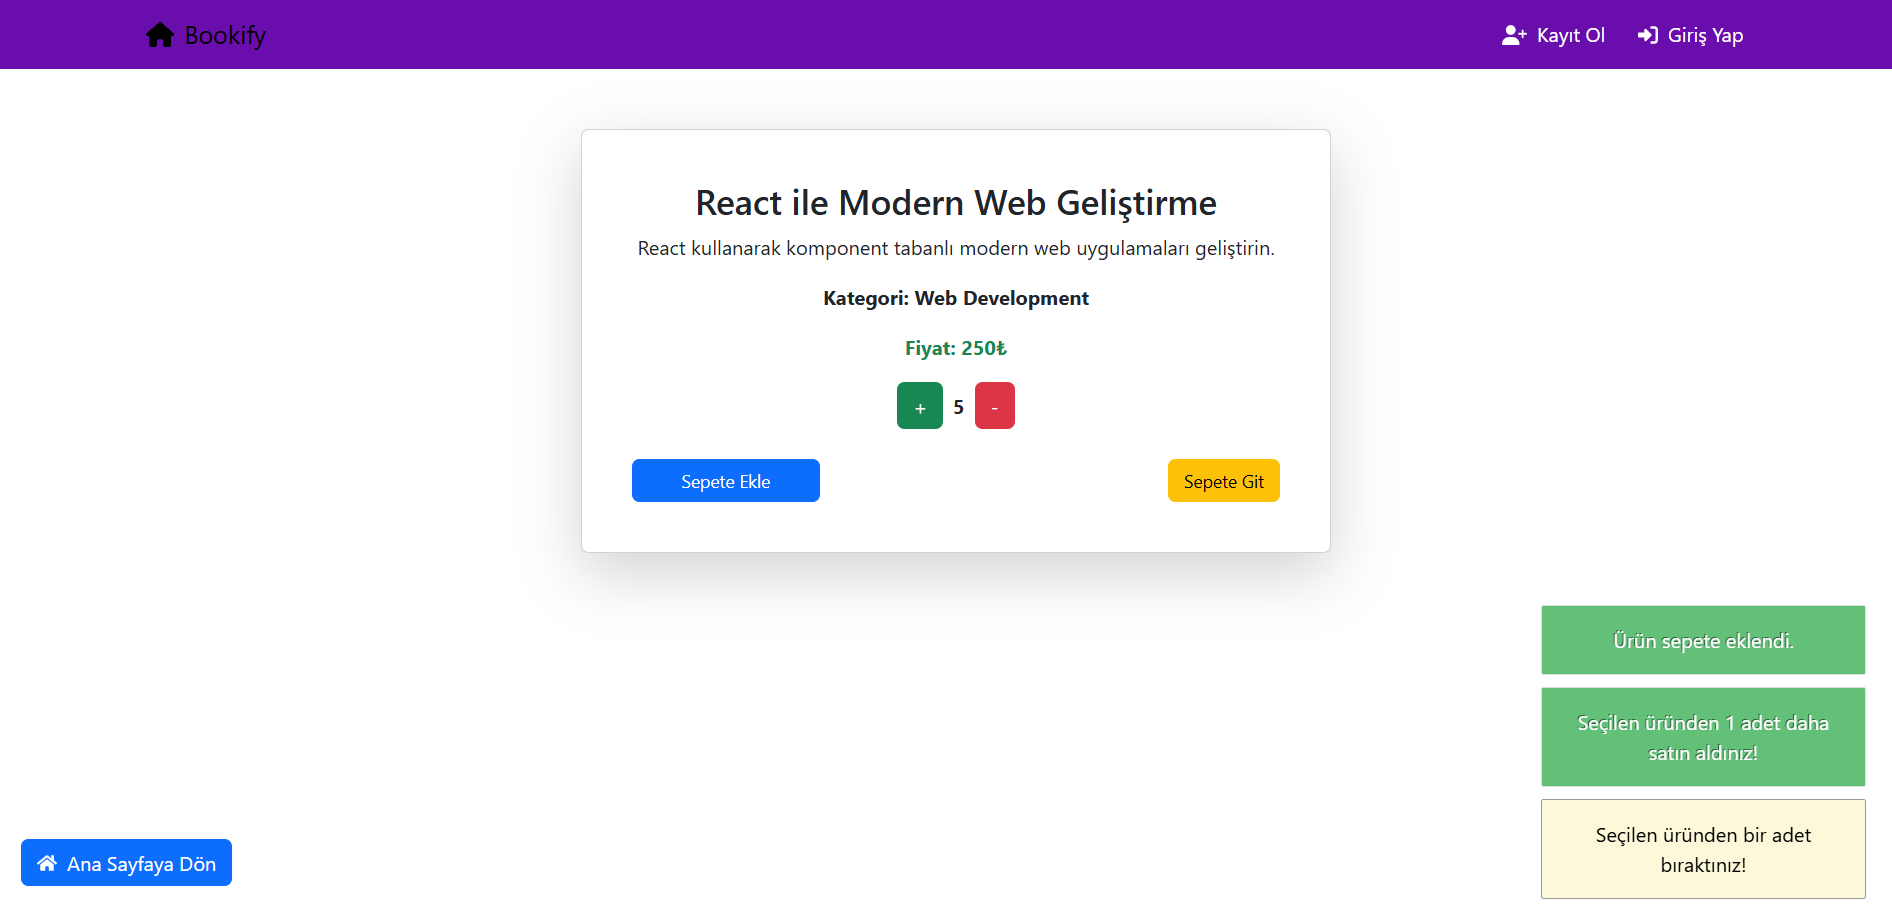 Bookify
Kayıt Ol
Giriş Yap
React ile Modern Web Geliştirme
React kullanarak komponent tabanlı modern web uygulamaları geliştirin.
Kategori: Web Development
Fiyat: 250₺
+ 5 -
Sepete Ekle
Sepete Git
Ürün sepete eklendi.
Seçilen üründen 1 adet daha
satın aldınız!
Seçilen üründen bir adet
bıraktınız!
Ana Sayfaya Dön